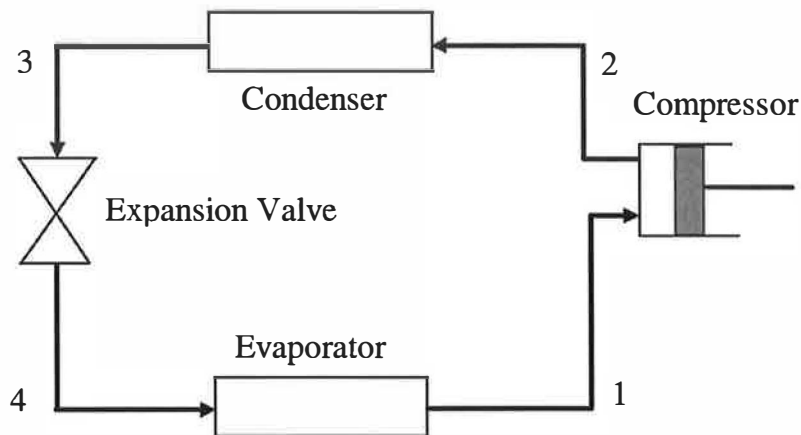 3
2
Condenser
Compressor
Expansion Valve
Evaporator
4
1